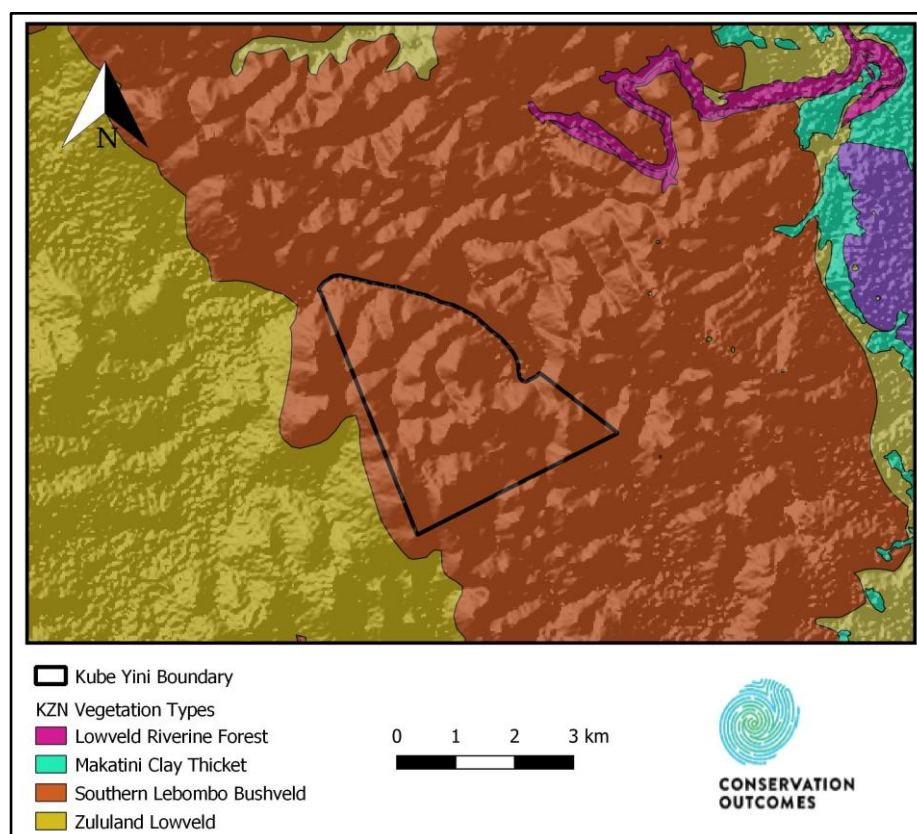 N
Kube Yini Boundary
KZN Vegetation Types
Lowveld Riverine Forest
Makatini Clay Thicket
Southern Lebombo Bushveld
Zululand Lowveld
0 1 2 3 km
CONSERVATION
OUTCOMES